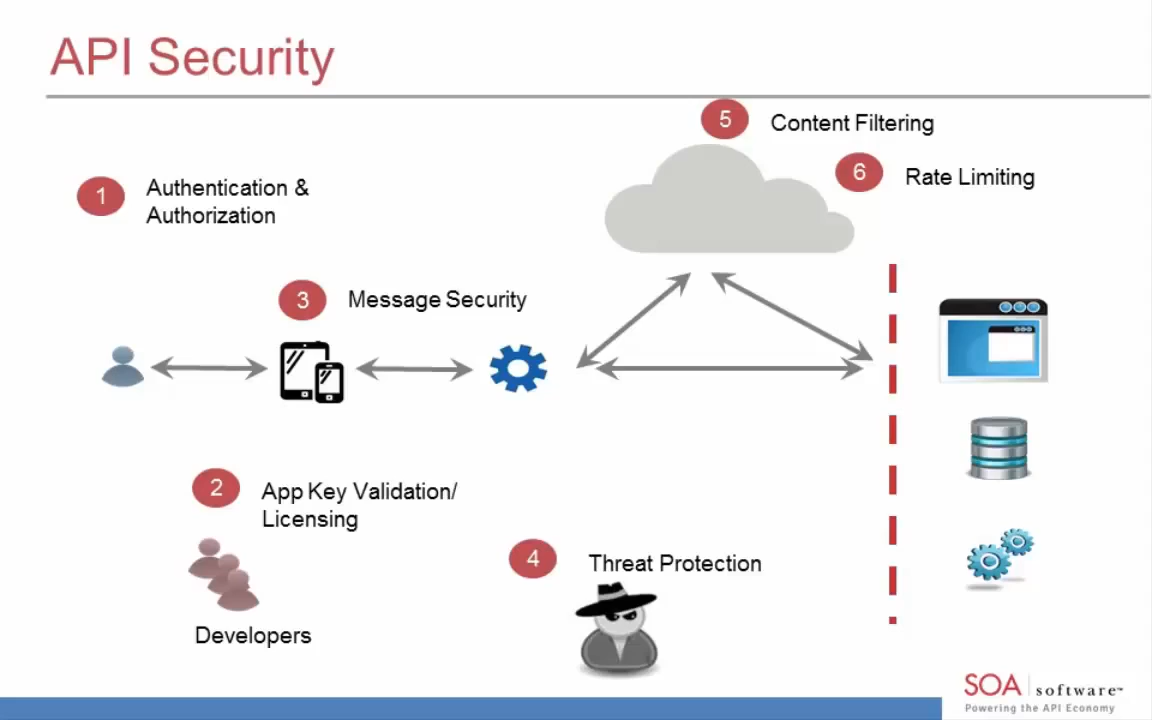 API Security
5
Content Filtering
6
Rate Limiting
1
Authentication &
Authorization
3
Message Security
2
App Key Validation/
Licensing
4
Threat Protection
Developers
SOA software™
Powering the API Economy